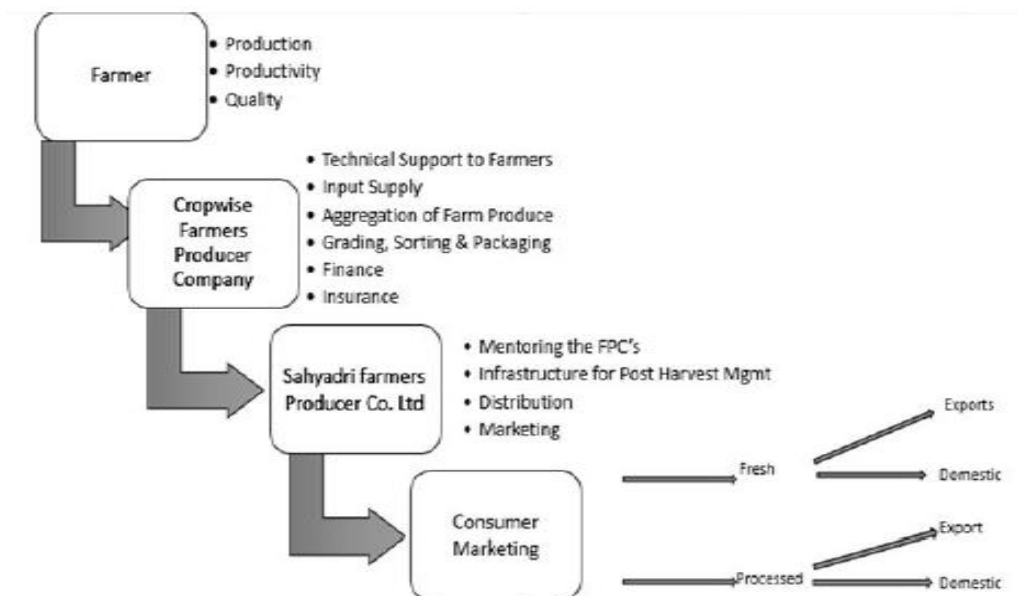 Farmer
• Production
• Productivity
• Quality
Cropwise
Farmers
Producer
Company
• Technical Support to Farmers
• Input Supply
• Aggregation of Farm Produce
• Grading, Sorting & Packaging
• Finance
• Insurance
Sahyadri farmers
Producer Co. Ltd
• Mentoring the FPC's
• Infrastructure for Post Harvest Mgmt
• Distribution
• Marketing
Consumer
Marketing
Fresh
Exports
Domestic
Processed
Export
Domestic